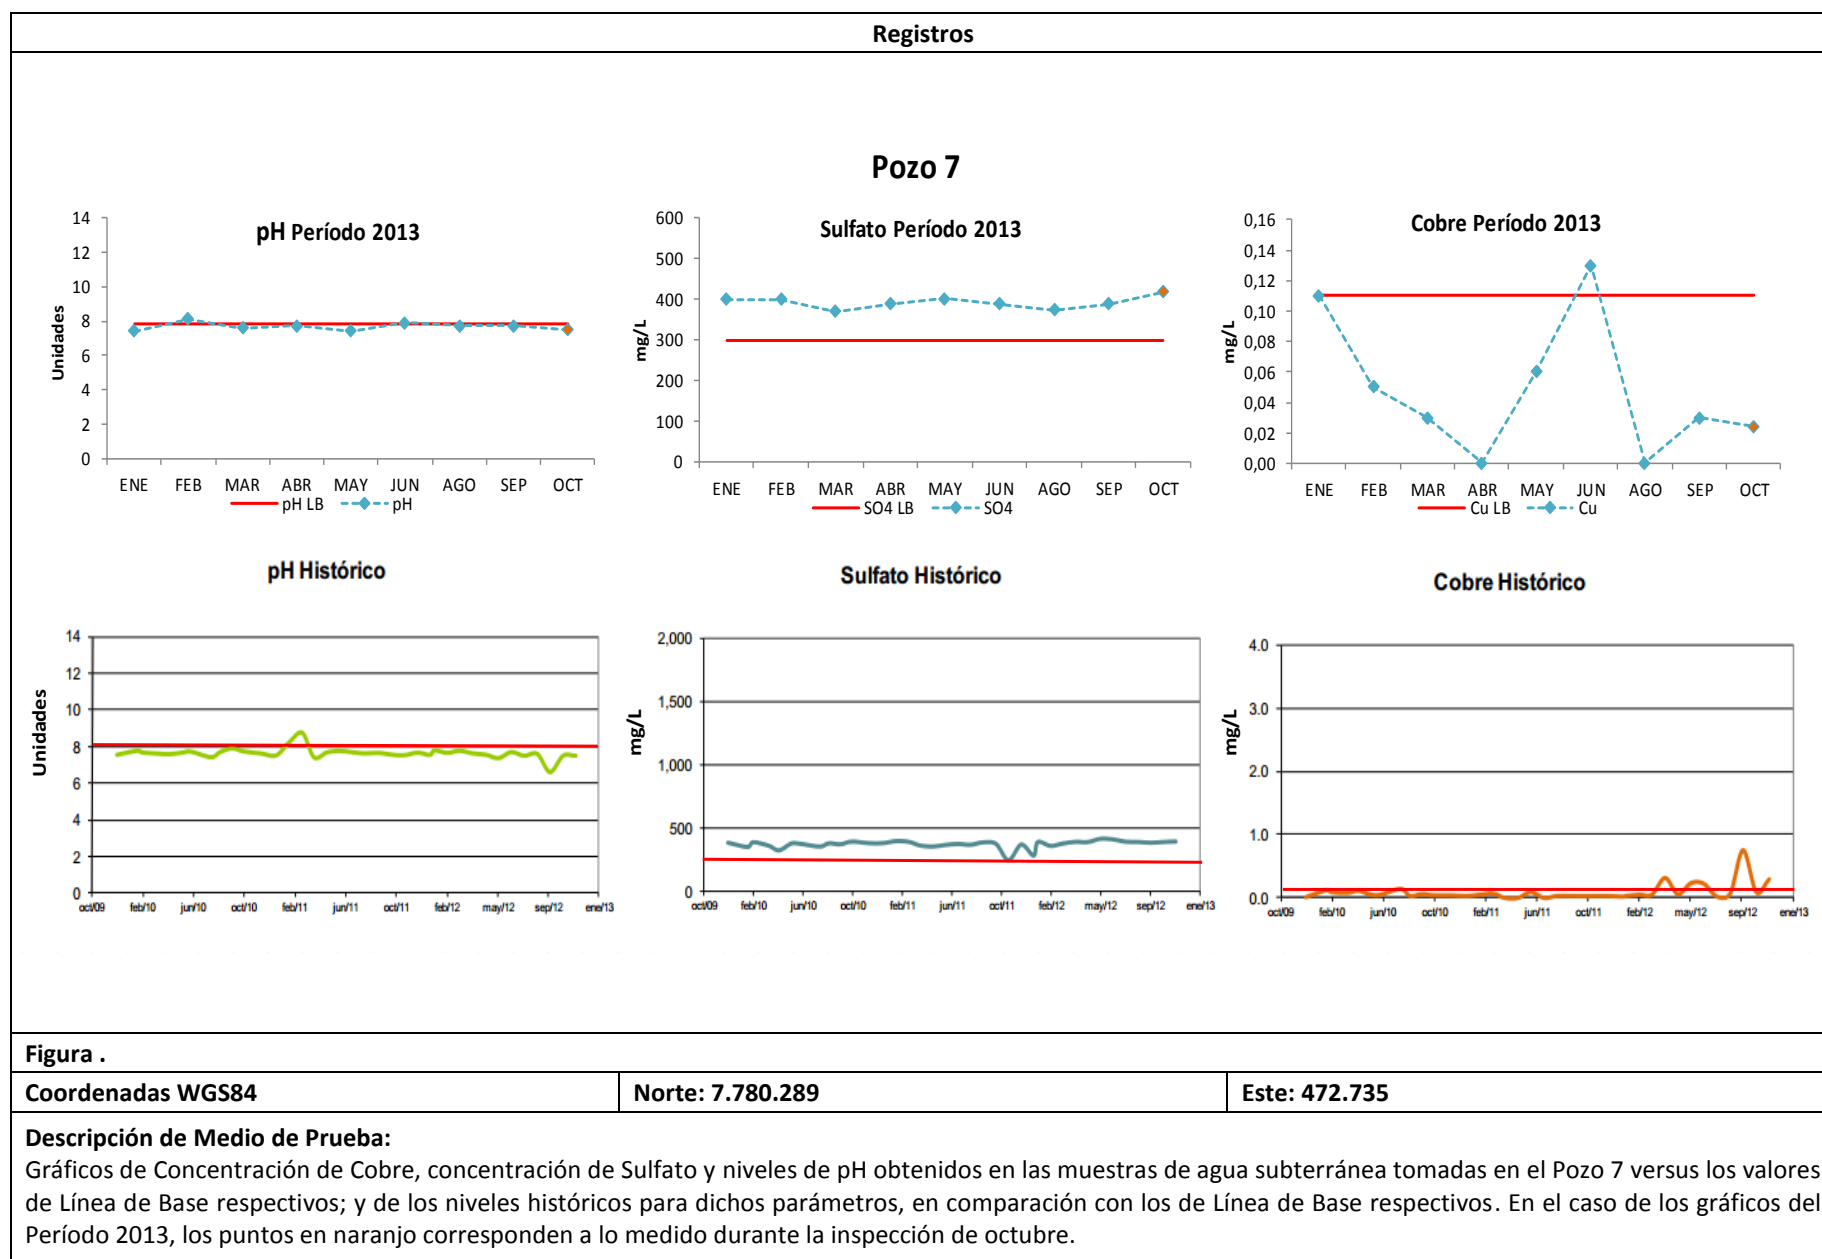 Registros
Pozo 7
pH Período 2013
Unidades
14
12
10
8
6
4
2
0
ENE FEB MAR ABR MAY JUN AGO SEP OCT
pH LB pH
Sulfato Período 2013
mg/L
600
500
400
300
200
100
0
ENE FEB MAR ABR MAY JUN AGO SEP OCT
SO4 LB SO4
Cobre Período 2013
mg/L
0,16
0,14
0,12
0,10
0,08
0,06
0,04
0,02
0,00
ENE FEB MAR ABR MAY JUN AGO SEP OCT
Cu LB Cu
pH Histórico
Unidades
14
12
10
8
6
4
2
0
oct/09 feb/10 jun/10 oct/10 feb/11 jun/11 oct/11 feb/12 may/12 sep/12 ene/13
Sulfato Histórico
mg/L
2,000
1,500
1,000
500
0
oct/09 feb/10 jun/10 oct/10 feb/11 jun/11 oct/11 feb/12 may/12 sep/12 ene/13
Cobre Histórico
mg/L
4.0
3.0
2.0
1.0
0.0
oct/09 feb/10 jun/10 oct/10 feb/11 jun/11 oct/11 feb/12 may/12 sep/12 ene/13
Figura .
Coordenadas WGS84 Norte: 7.780.289 Este: 472.735
Descripción de Medio de Prueba:
Gráficos de Concentración de Cobre, concentración de Sulfato y niveles de pH obtenidos en las muestras de agua subterránea tomadas en el Pozo 7 versus los valores
de Línea de Base respectivos; y de los niveles históricos para dichos parámetros, en comparación con los de Línea de Base respectivos. En el caso de los gráficos del
Período 2013, los puntos en naranjo corresponden a lo medido durante la inspección de octubre.